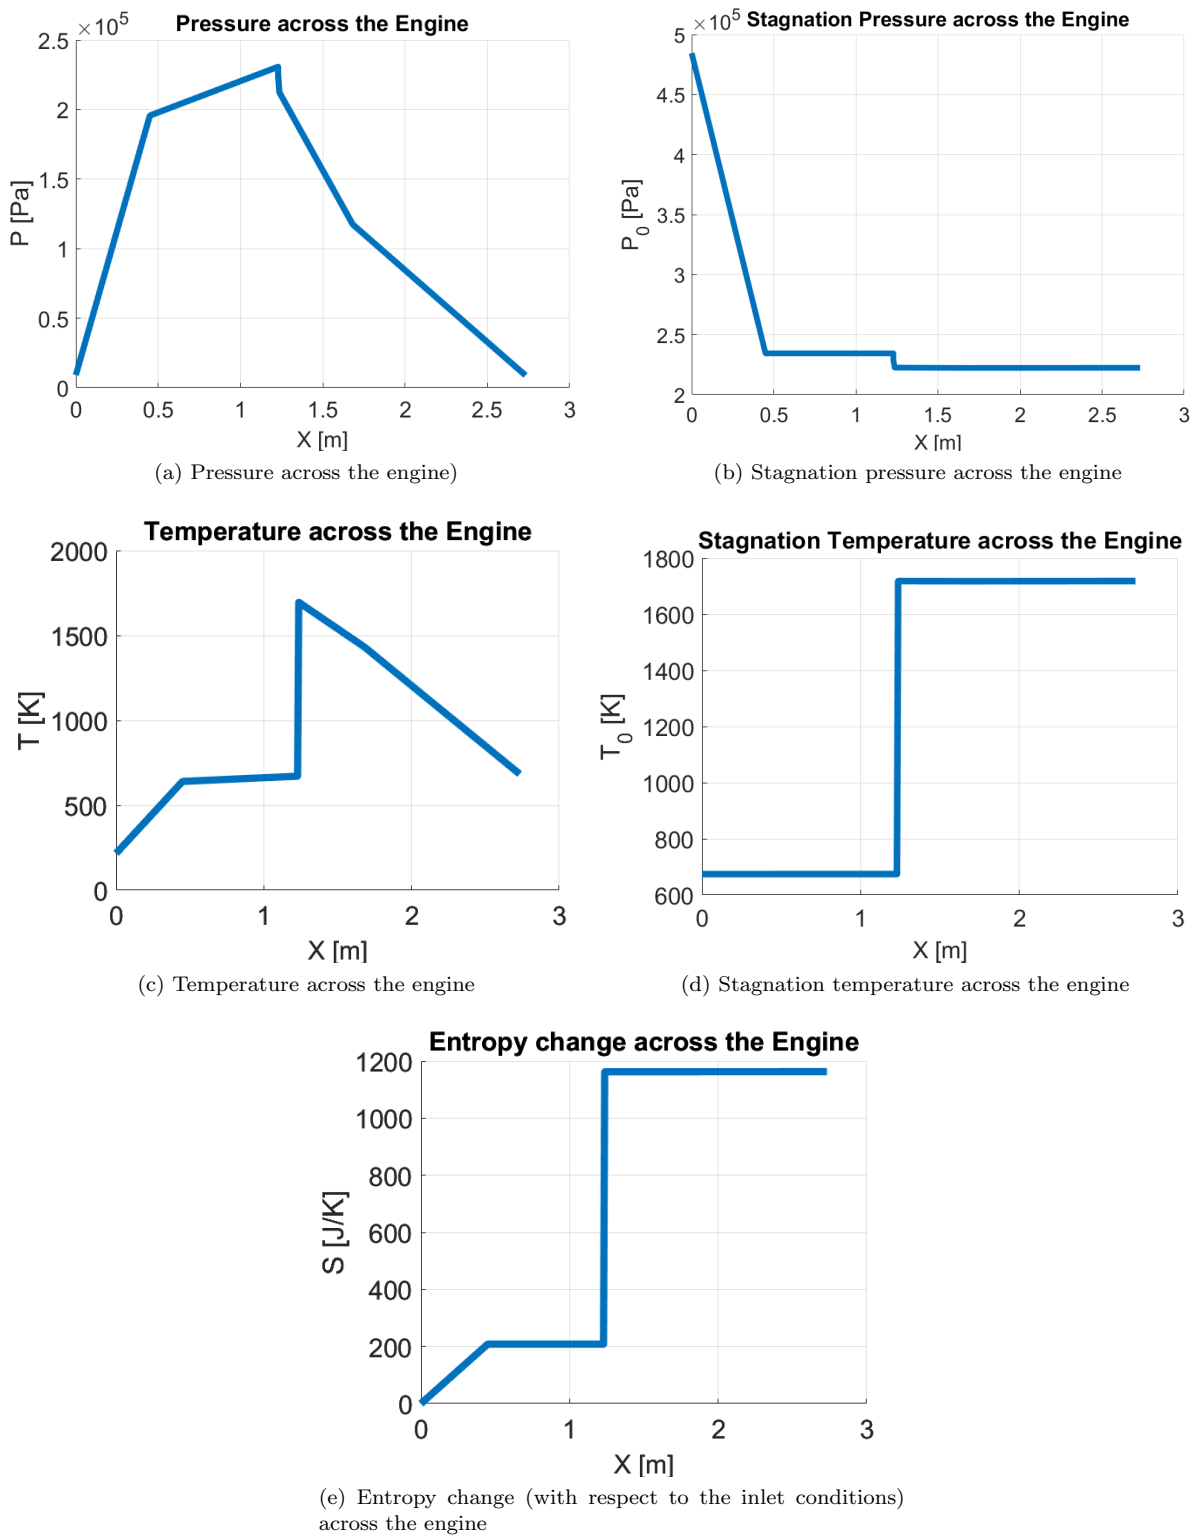 Pressure across the Engine
×10^5
2.5
2
1.5
1
0.5
0
0 0.5 1 1.5 2 2.5 3
P [Pa]
X [m]
(a) Pressure across the engine)
Stagnation Pressure across the Engine
×10^5
5
4.5
4
3.5
3
2.5
2
0 0.5 1 1.5 2 2.5 3
P_0 [Pa]
X [m]
(b) Stagnation pressure across the engine
Temperature across the Engine
2000
1500
1000
500
0
0 1 2 3
T [K]
X [m]
(c) Temperature across the engine
Stagnation Temperature across the Engine
1800
1600
1400
1200
1000
800
600
0 1 2 3
T_0 [K]
X [m]
(d) Stagnation temperature across the engine
Entropy change across the Engine
1200
1000
800
600
400
200
0
0 1 2 3
S [J/K]
X [m]
(e) Entropy change (with respect to the inlet conditions)
across the engine